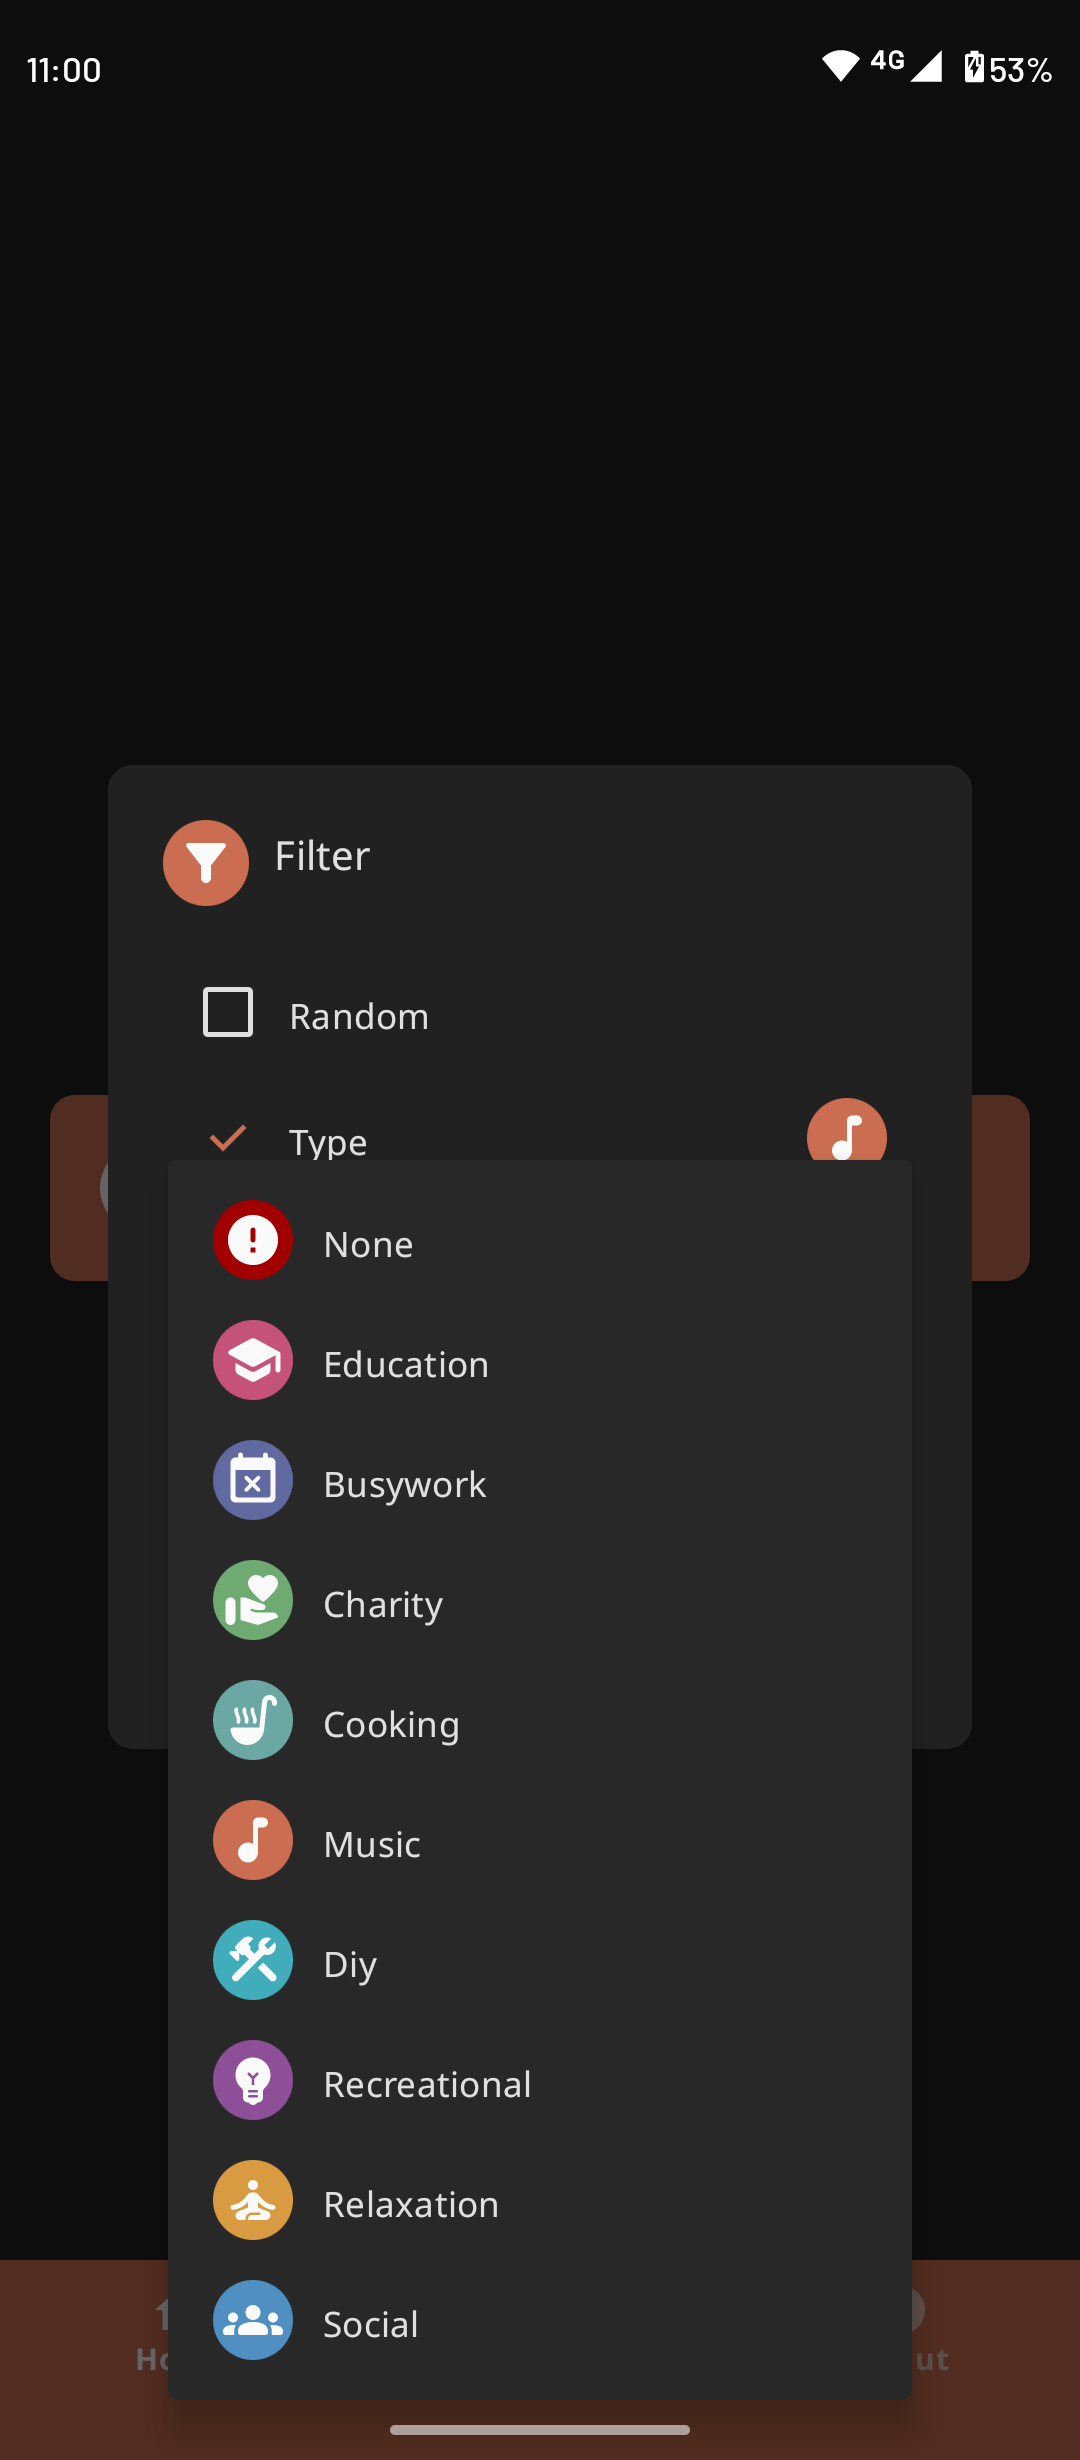 11:00
4G
53%
Filter
Random
Type
None
Education
Busywork
Charity
Cooking
Music
Diy
Recreational
Relaxation
Social